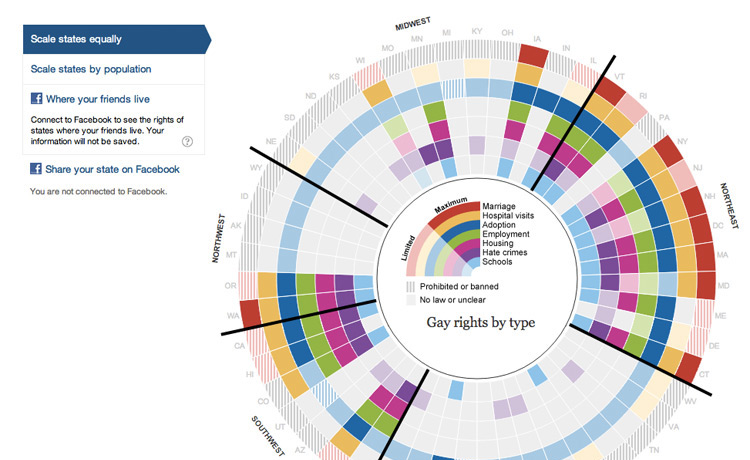 Scale states equally
Scale states by population
Where your friends live
Connect to Facebook to see the rights of
states where your friends live. Your
information will not be saved.
?
Share your state on Facebook
You are not connected to Facebook.
MIDWEST
NORTHEAST
NORTHWEST
SOUTHWEST
AZ
UT
CO
HI
CA
WA
OR
MT
AK
ID
WY
NE
SD
ND
KS
WI
MO
MN
MI
KY
OH
IA
IN
IL
VT
RI
PA
NY
NJ
NH
DC
MA
MD
ME
DE
CT
WV
VA
TN
Limited
Maximum
Marriage
Hospital visits
Adoption
Employment
Housing
Hate crimes
Schools
Prohibited or banned
No law or unclear
Gay rights by type